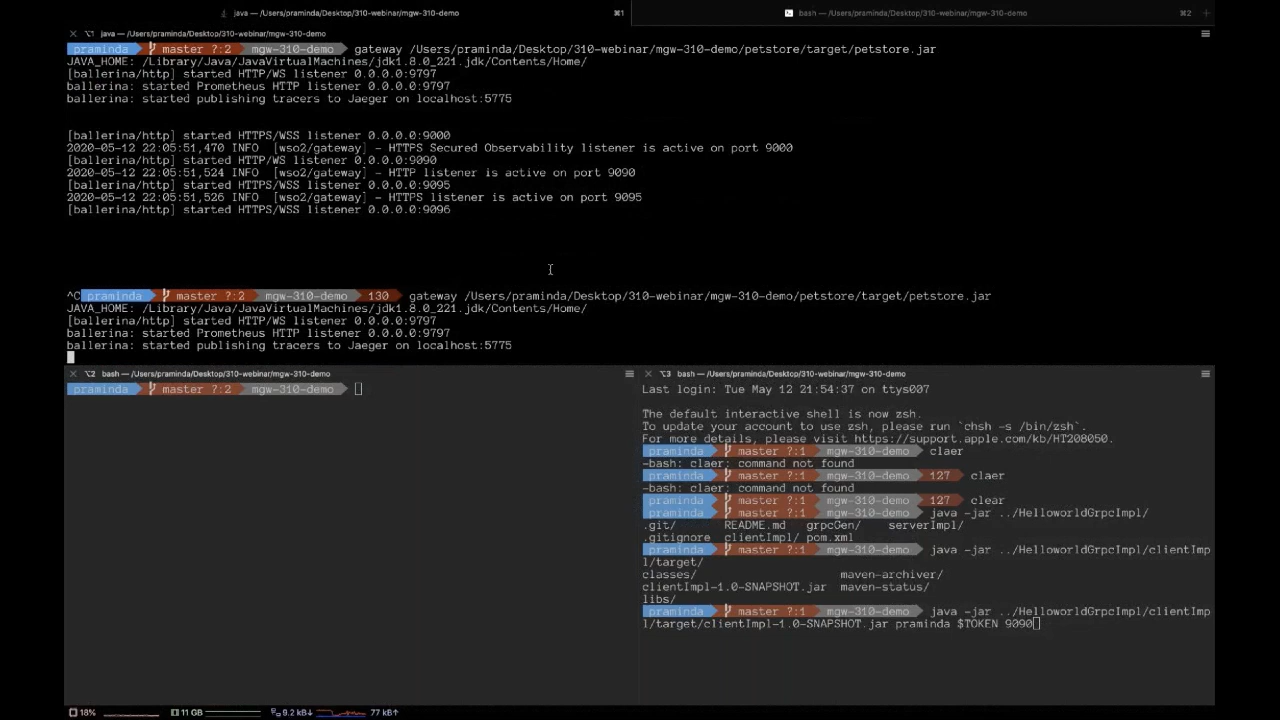 java — /Users/praminda/Desktop/310-webinar/mgw-310-demo ⌘1 bash — /Users/praminda/Desktop/310-webinar/mgw-310-demo ⌘2 +
✕ ⌥1 java — /Users/praminda/Desktop/310-webinar/mgw-310-demo
praminda master ?:2 mgw-310-demo gateway /Users/praminda/Desktop/310-webinar/mgw-310-demo/petstore/target/petstore.jar
JAVA_HOME: /Library/Java/JavaVirtualMachines/jdk1.8.0_221.jdk/Contents/Home/
[ballerina/http] started HTTP/WS listener 0.0.0.0:9797
ballerina: started Prometheus HTTP listener 0.0.0.0:9797
ballerina: started publishing tracers to Jaeger on localhost:5775
[ballerina/http] started HTTPS/WSS listener 0.0.0.0:9000
2020-05-12 22:05:51,470 INFO [wso2/gateway] - HTTPS Secured Observability listener is active on port 9000
[ballerina/http] started HTTP/WS listener 0.0.0.0:9090
2020-05-12 22:05:51,524 INFO [wso2/gateway] - HTTP listener is active on port 9090
[ballerina/http] started HTTPS/WSS listener 0.0.0.0:9095
2020-05-12 22:05:51,526 INFO [wso2/gateway] - HTTPS listener is active on port 9095
[ballerina/http] started HTTPS/WSS listener 0.0.0.0:9096
^C praminda master ?:2 mgw-310-demo 130 gateway /Users/praminda/Desktop/310-webinar/mgw-310-demo/petstore/target/petstore.jar
JAVA_HOME: /Library/Java/JavaVirtualMachines/jdk1.8.0_221.jdk/Contents/Home/
[ballerina/http] started HTTP/WS listener 0.0.0.0:9797
ballerina: started Prometheus HTTP listener 0.0.0.0:9797
ballerina: started publishing tracers to Jaeger on localhost:5775
✕ ⌥2 bash — /Users/praminda/Desktop/310-webinar/mgw-310-demo
praminda master ?:2 mgw-310-demo
✕ ⌥3 bash — /Users/praminda/Desktop/310-webinar/mgw-310-demo
Last login: Tue May 12 21:54:37 on ttys007
The default interactive shell is now zsh.
To update your account to use zsh, please run `chsh -s /bin/zsh`.
For more details, please visit https://support.apple.com/kb/HT208050.
praminda master ?:1 mgw-310-demo claer
-bash: claer: command not found
praminda master ?:1 mgw-310-demo 127 claer
-bash: claer: command not found
praminda master ?:1 mgw-310-demo 127 clear
praminda master ?:1 mgw-310-demo java -jar ../HelloworldGrpcImpl/
.git/ README.md grpcGen/ serverImpl/
.gitignore clientImpl/ pom.xml
praminda master ?:1 mgw-310-demo java -jar ../HelloworldGrpcImpl/clientImp
l/target/
classes/ maven-archiver/
clientImpl-1.0-SNAPSHOT.jar maven-status/
libs/
praminda master ?:1 mgw-310-demo java -jar ../HelloworldGrpcImpl/clientImp
l/target/clientImpl-1.0-SNAPSHOT.jar praminda $TOKEN 9090
18% 11 GB 9.2 kB↓ 77 kB↑